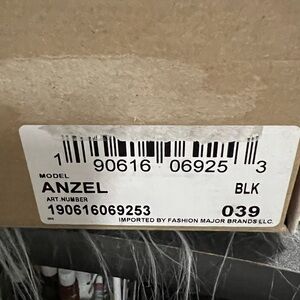 1 90616 06925 3
MODEL
ANZEL BLK
ART.NUMBER
190616069253 039
IMPORTED BY FASHION MAJOR BRANDS LLC.